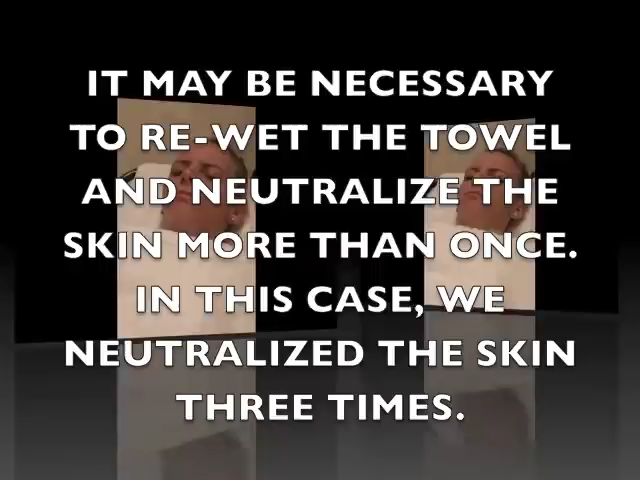 IT MAY BE NECESSARY
TO RE-WET THE TOWEL
AND NEUTRALIZE THE
SKIN MORE THAN ONCE.
IN THIS CASE, WE
NEUTRALIZED THE SKIN
THREE TIMES.